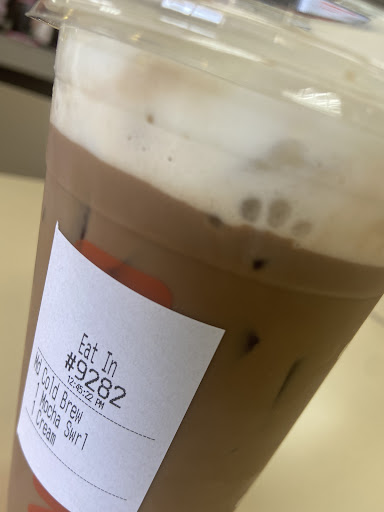 Eat In
#9282
12:45:22 PM
Md Cold Brew
1 Mocha Swrl
1 Cream